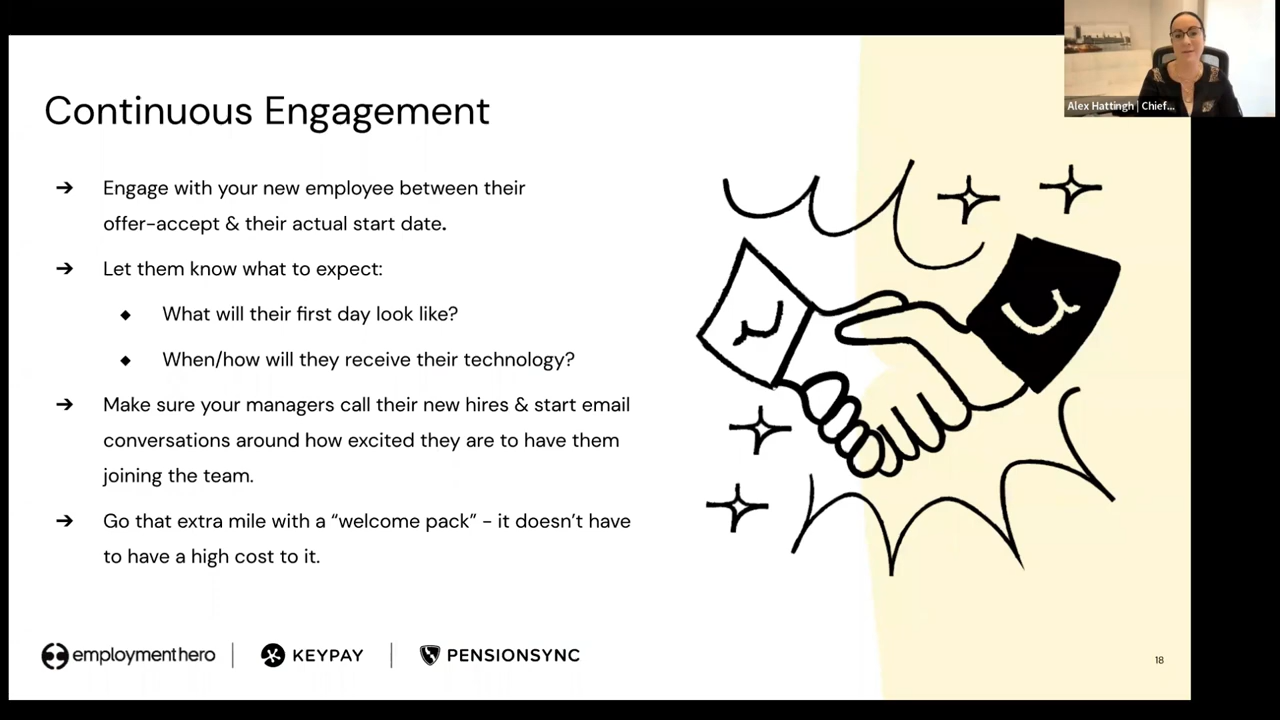 Alex Hattingh | Chief...
Continuous Engagement
➔ Engage with your new employee between their
offer-accept & their actual start date.
➔ Let them know what to expect:
◆ What will their first day look like?
◆ When/how will they receive their technology?
➔ Make sure your managers call their new hires & start email
conversations around how excited they are to have them
joining the team.
➔ Go that extra mile with a “welcome pack” - it doesn’t have
to have a high cost to it.
employmenthero | KEYPAY | PENSIONSYNC
18